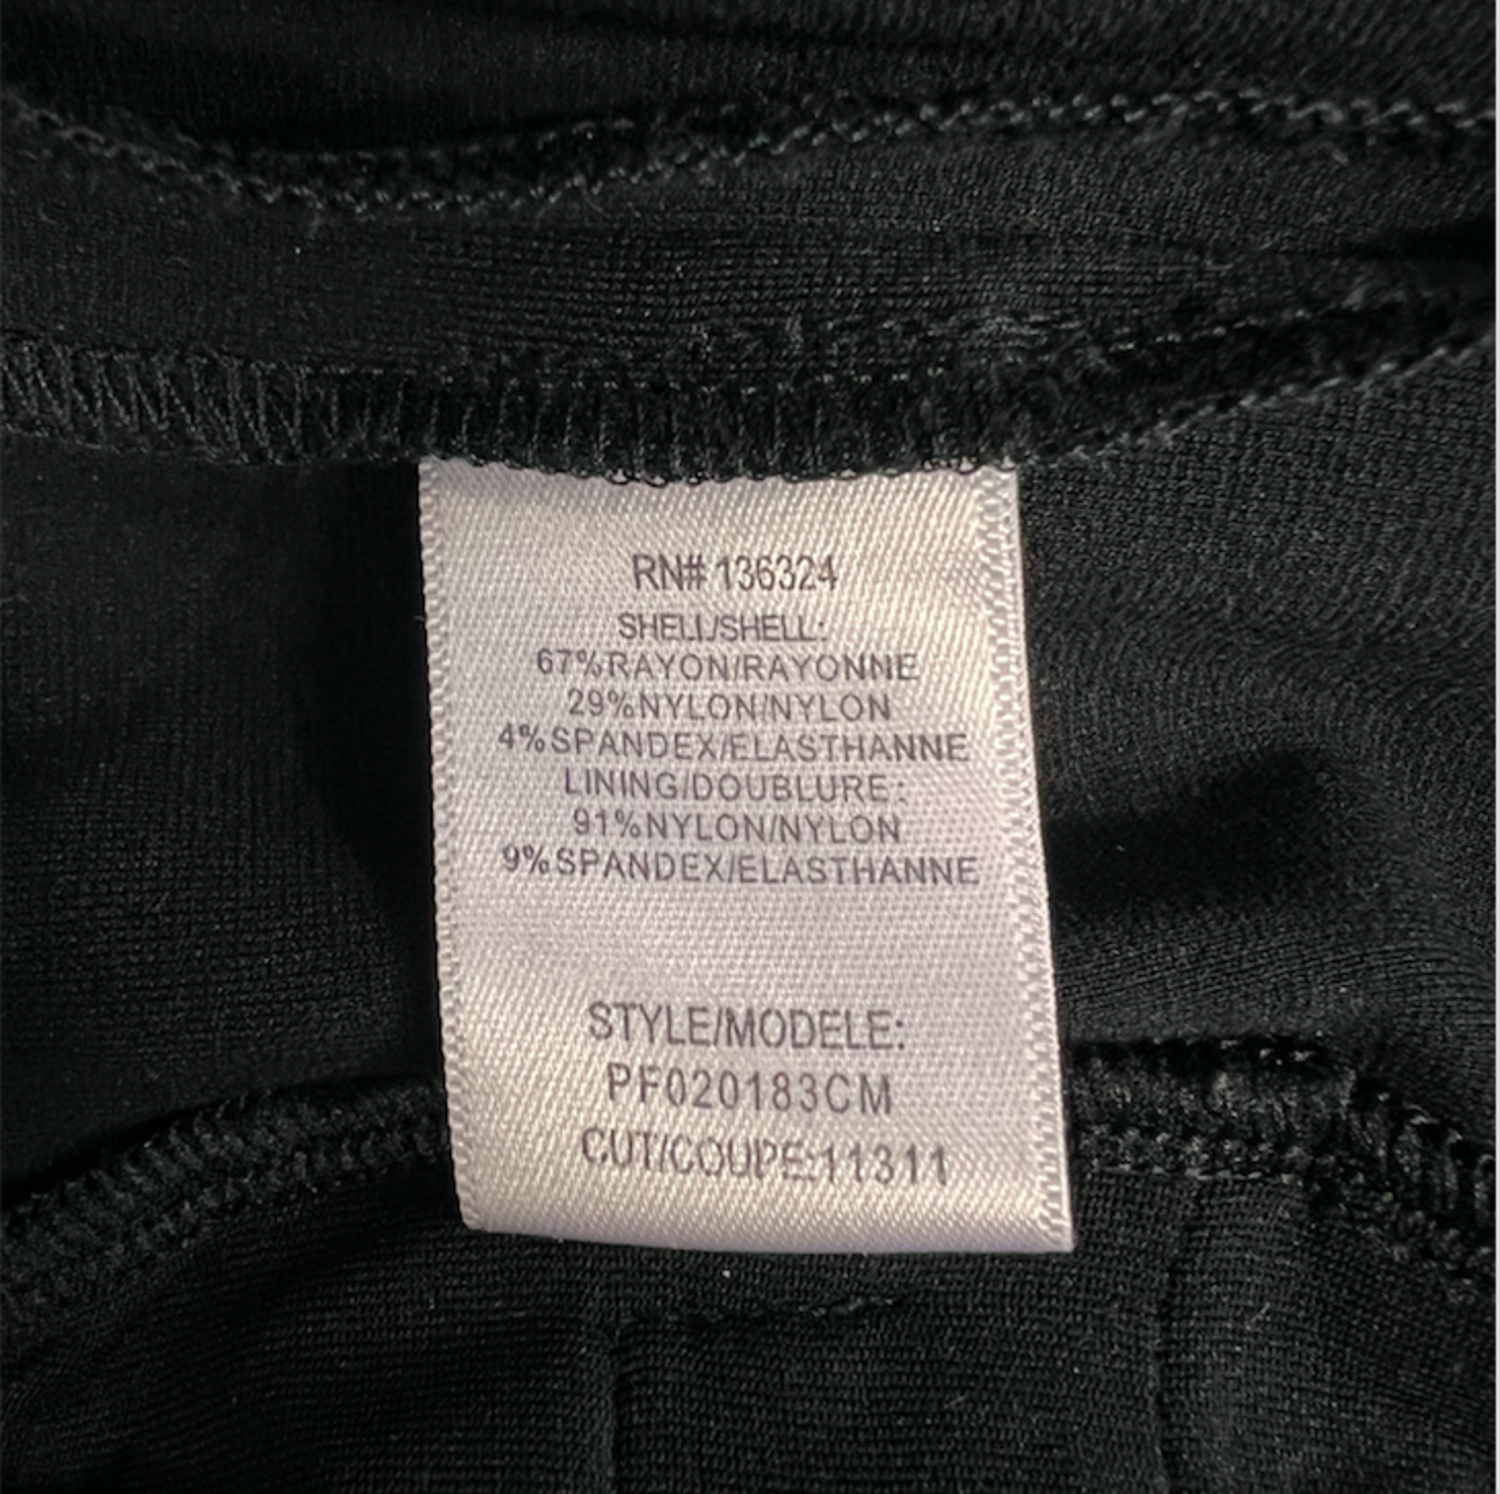 RN# 136324
SHELL/SHELL:
67%RAYON/RAYONNE
29%NYLON/NYLON
4%SPANDEX/ELASTHANNE
LINING/DOUBLURE:
91%NYLON/NYLON
9%SPANDEX/ELASTHANNE
STYLE/MODELE:
PF020183CM
CUT/COUPE:11311